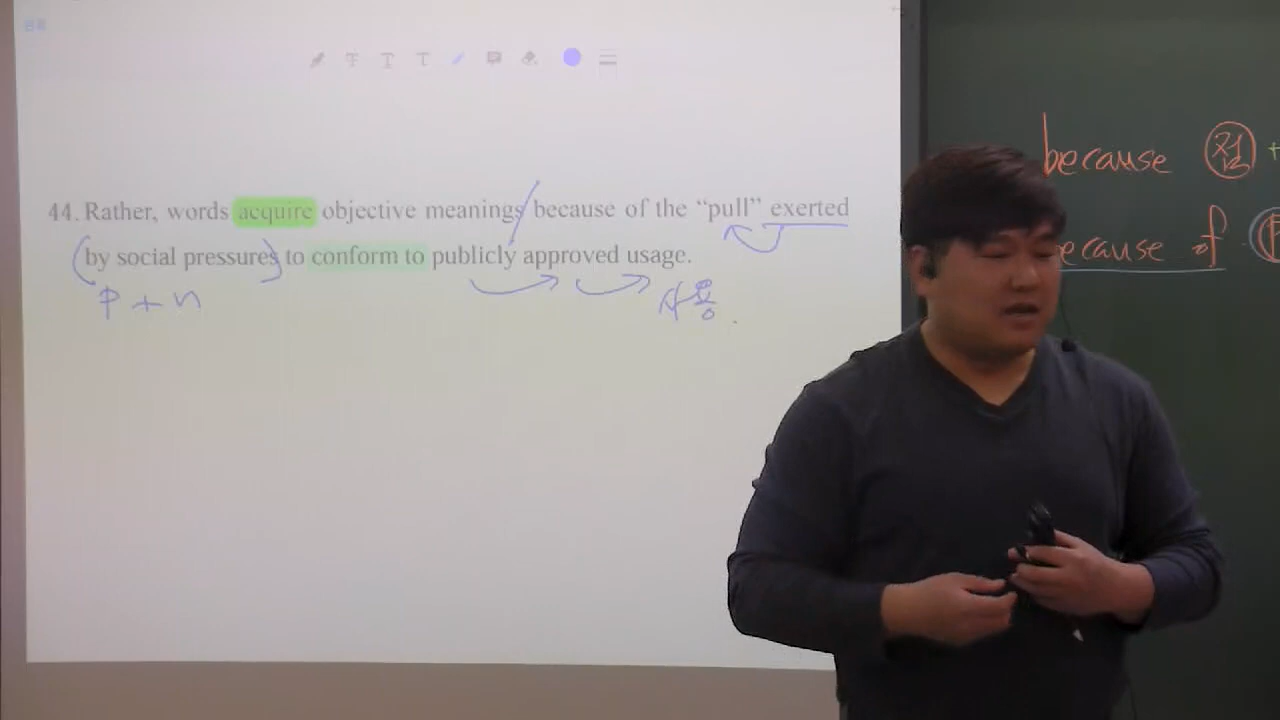 44. Rather, words acquire objective meanings because of the “pull” exerted
by social pressures to conform to publicly approved usage.
P + n
사용
because 접 +
because of